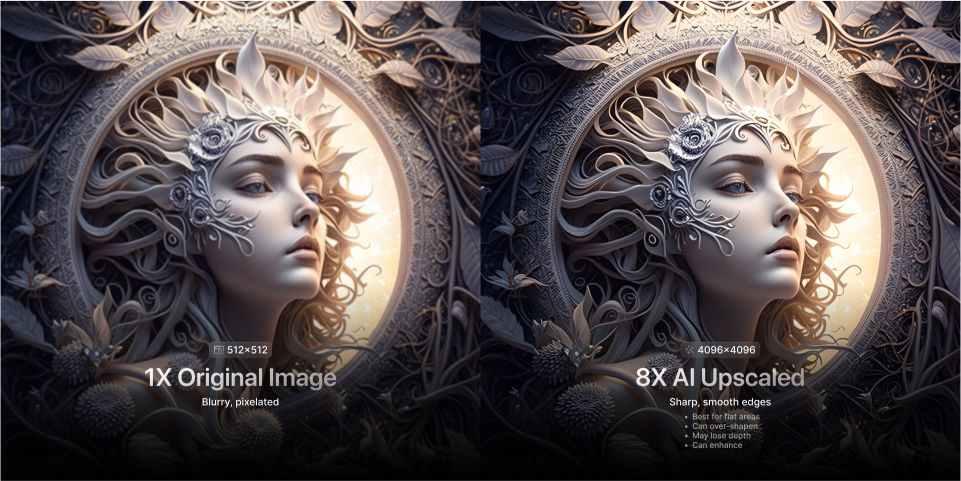 512×512
1X Original Image
Blurry, pixelated
4096×4096
8X AI Upscaled
Sharp, smooth edges
• Best for flat areas
• Can over-shapen
• May lose depth
• Can enhance